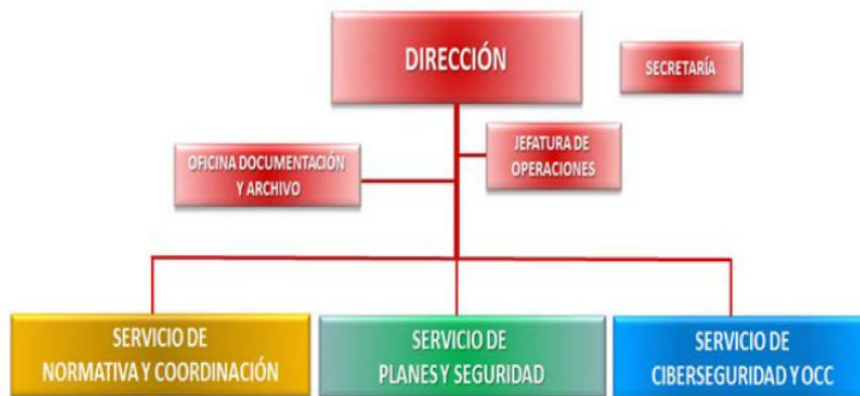 DIRECCIÓN
SECRETARÍA
OFICINA DOCUMENTACIÓN
Y ARCHIVO
JEFATURA DE
OPERACIONES
SERVICIO DE
NORMATIVA Y COORDINACIÓN
SERVICIO DE
PLANES Y SEGURIDAD
SERVICIO DE
CIBERSEGURIDAD Y OCC